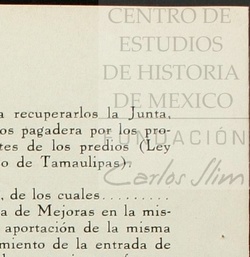 CENTRO DE
ESTUDIOS
DE HISTORIA
DE MEXICO
FUNDACIÓN
Carlos Slim
a recuperarlos la Junta,
os pagadera por los pro-
tes de los predios (Ley
o de Tamaulipas).
, de los cuales.........
a de Mejoras en la mis-
aportación de la misma
miento de la entrada de